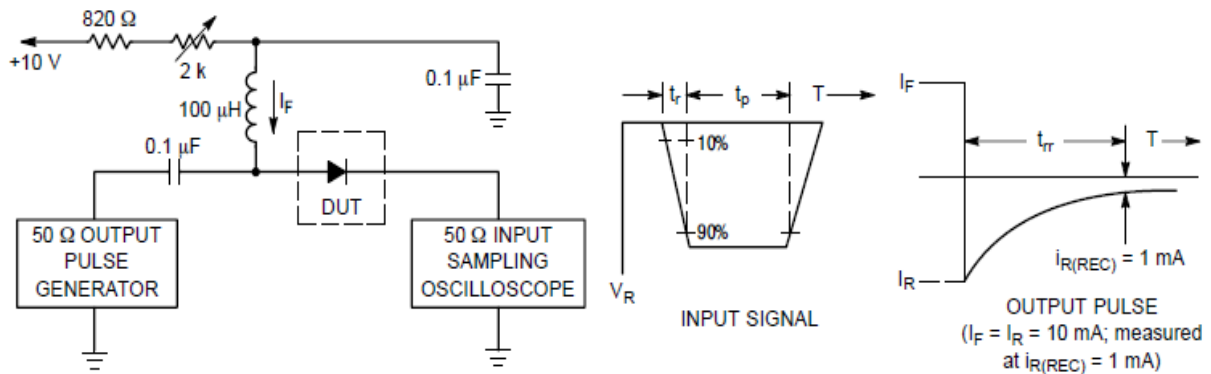 820 Ω
+10 V
2 k
100 μH
I_F
0.1 μF
0.1 μF
DUT
50 Ω OUTPUT
PULSE
GENERATOR
50 Ω INPUT
SAMPLING
OSCILLOSCOPE
t_r
t_p
T
10%
90%
V_R
INPUT SIGNAL
I_F
t_rr
T
I_R
i_R(REC) = 1 mA
OUTPUT PULSE
(I_F = I_R = 10 mA; measured
at i_R(REC) = 1 mA)